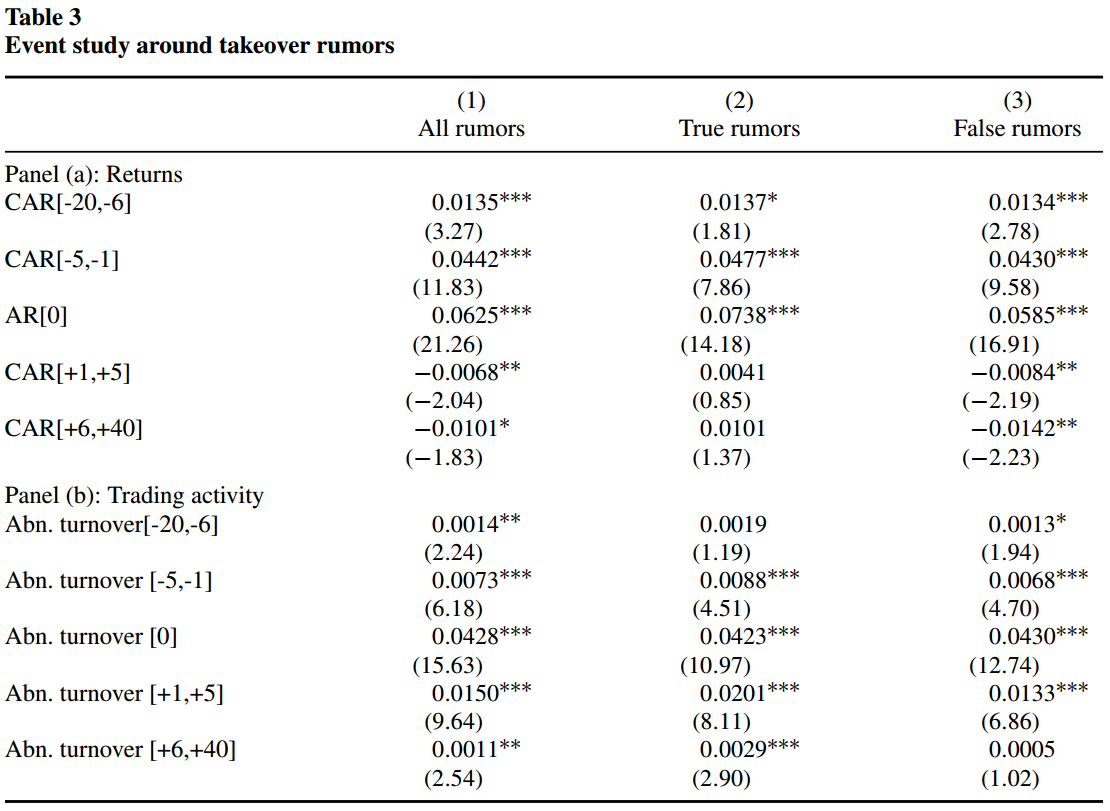 Table 3
Event study around takeover rumors
(1) (2) (3)
All rumors True rumors False rumors
Panel (a): Returns
CAR[-20,-6] 0.0135*** 0.0137* 0.0134***
(3.27) (1.81) (2.78)
CAR[-5,-1] 0.0442*** 0.0477*** 0.0430***
(11.83) (7.86) (9.58)
AR[0] 0.0625*** 0.0738*** 0.0585***
(21.26) (14.18) (16.91)
CAR[+1,+5] −0.0068** 0.0041 −0.0084**
(−2.04) (0.85) (−2.19)
CAR[+6,+40] −0.0101* 0.0101 −0.0142**
(−1.83) (1.37) (−2.23)
Panel (b): Trading activity
Abn. turnover[-20,-6] 0.0014** 0.0019 0.0013*
(2.24) (1.19) (1.94)
Abn. turnover [-5,-1] 0.0073*** 0.0088*** 0.0068***
(6.18) (4.51) (4.70)
Abn. turnover [0] 0.0428*** 0.0423*** 0.0430***
(15.63) (10.97) (12.74)
Abn. turnover [+1,+5] 0.0150*** 0.0201*** 0.0133***
(9.64) (8.11) (6.86)
Abn. turnover [+6,+40] 0.0011** 0.0029*** 0.0005
(2.54) (2.90) (1.02)